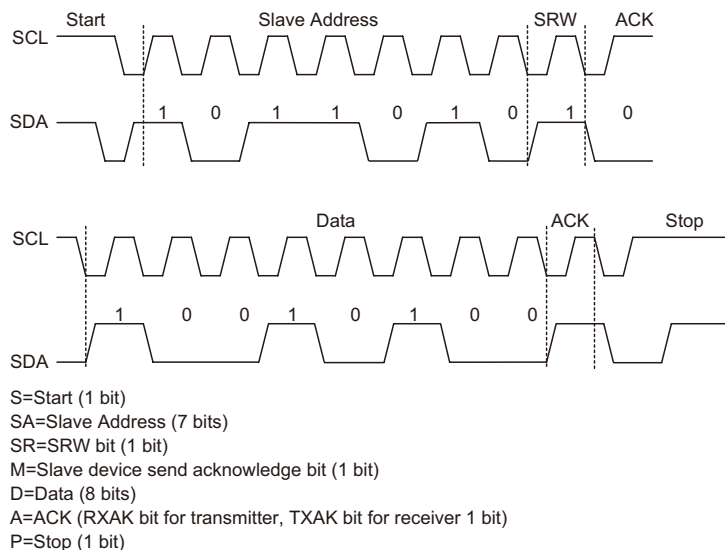 Start Slave Address SRW ACK
SCL
1 0 1 1 0 1 0 1 0
SDA
Data ACK Stop
SCL
1 0 0 1 0 1 0 0
SDA
S=Start (1 bit)
SA=Slave Address (7 bits)
SR=SRW bit (1 bit)
M=Slave device send acknowledge bit (1 bit)
D=Data (8 bits)
A=ACK (RXAK bit for transmitter, TXAK bit for receiver 1 bit)
P=Stop (1 bit)